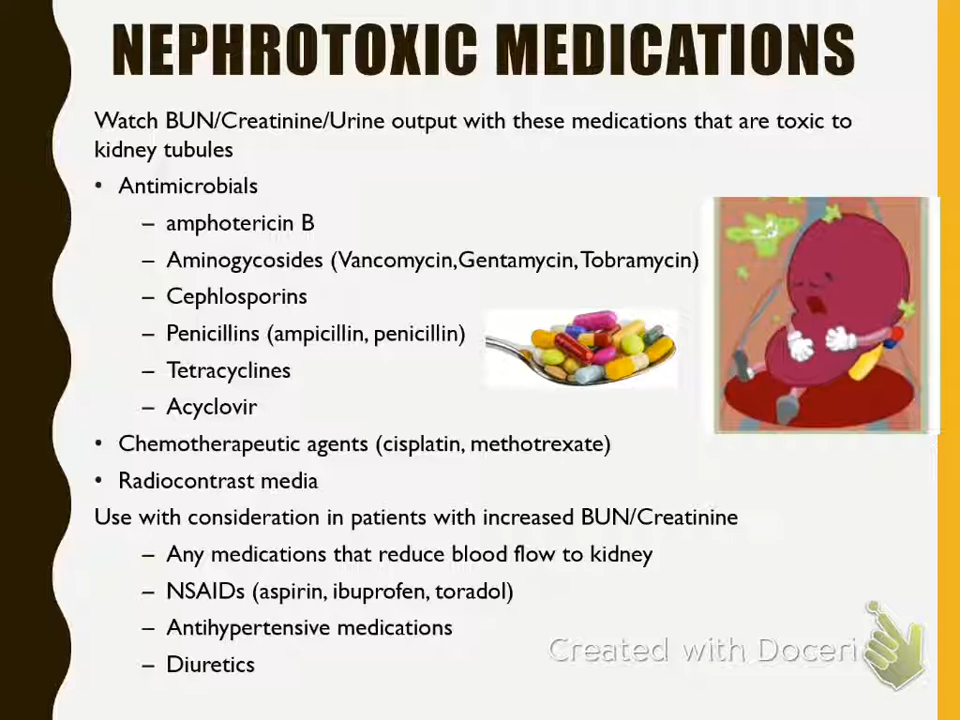 NEPHROTOXIC MEDICATIONS
Watch BUN/Creatinine/Urine output with these medications that are toxic to
kidney tubules
• Antimicrobials
– amphotericin B
– Aminogycosides (Vancomycin,Gentamycin,Tobramycin)
– Cephlosporins
– Penicillins (ampicillin, penicillin)
– Tetracyclines
– Acyclovir
• Chemotherapeutic agents (cisplatin, methotrexate)
• Radiocontrast media
Use with consideration in patients with increased BUN/Creatinine
– Any medications that reduce blood flow to kidney
– NSAIDs (aspirin, ibuprofen, toradol)
– Antihypertensive medications
– Diuretics
Created with Doceri